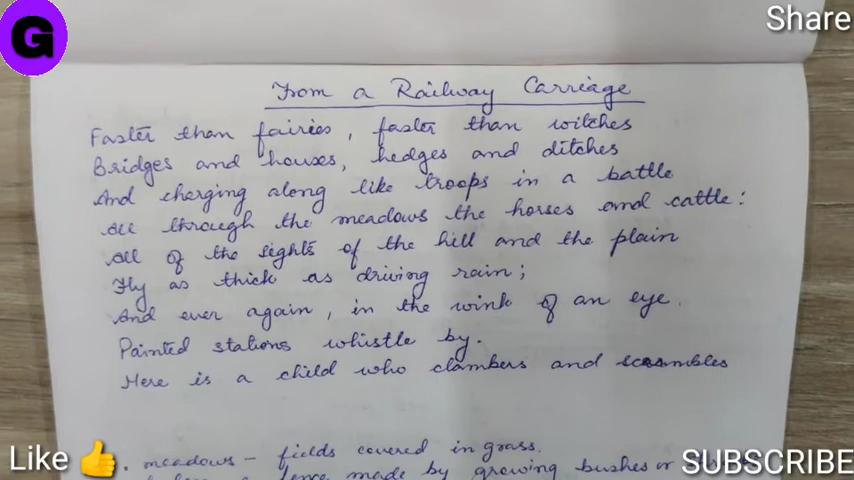 G
Share
From a Railway Carriage
Faster than fairies, faster than witches
Bridges and houses, hedges and ditches
And charging along like troops in a battle
All through the meadows the horses and cattle:
All of the sights of the hill and the plain
Fly as thick as driving rain;
And ever again, in the wink of an eye.
Painted stations whistle by.
Here is a child who clambers and scrambles
. meadows - fields covered in grass.
a fence made by growing bushes or
Like 👍
SUBSCRIBE